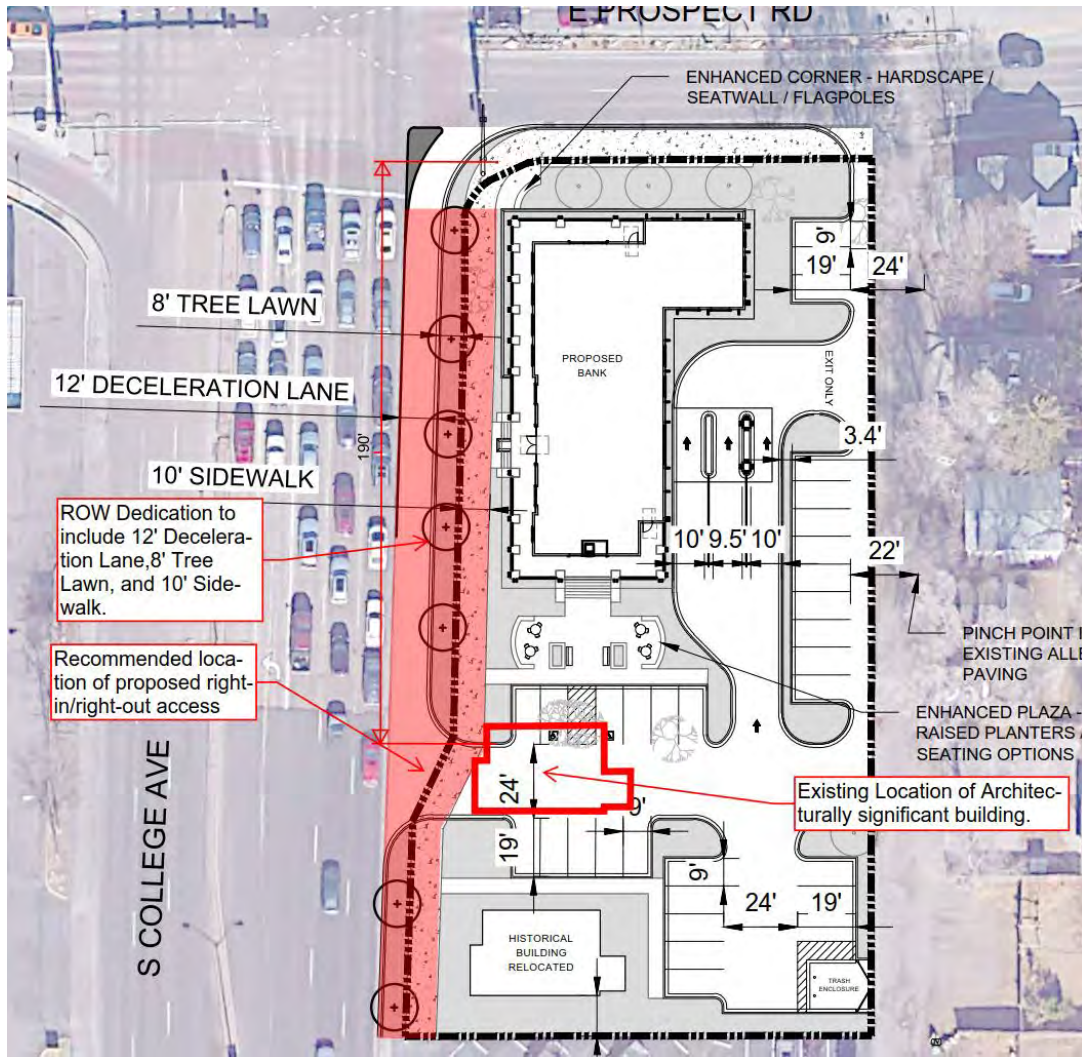 E PROSPECT RD
ENHANCED CORNER - HARDSCAPE /
SEATWALL / FLAGPOLES
9'
19'
24'
8' TREE LAWN
PROPOSED
BANK
EXIT ONLY
12' DECELERATION LANE
190'
3.4'
10' SIDEWALK
ROW Dedication to
include 12' Decelera-
tion Lane,8' Tree
Lawn, and 10' Side-
walk.
10'
9.5'
10'
22'
PINCH POINT
EXISTING
PAVING
Recommended loca-
tion of proposed right-
in/right-out access
ENHANCED PLAZA -
RAISED PLANTERS
SEATING OPTIONS
S COLLEGE AVE
24'
9'
Existing Location of Architec-
turally significant building.
19'
9'
24'
19'
HISTORICAL
BUILDING
RELOCATED
TRASH
ENCLOSURE